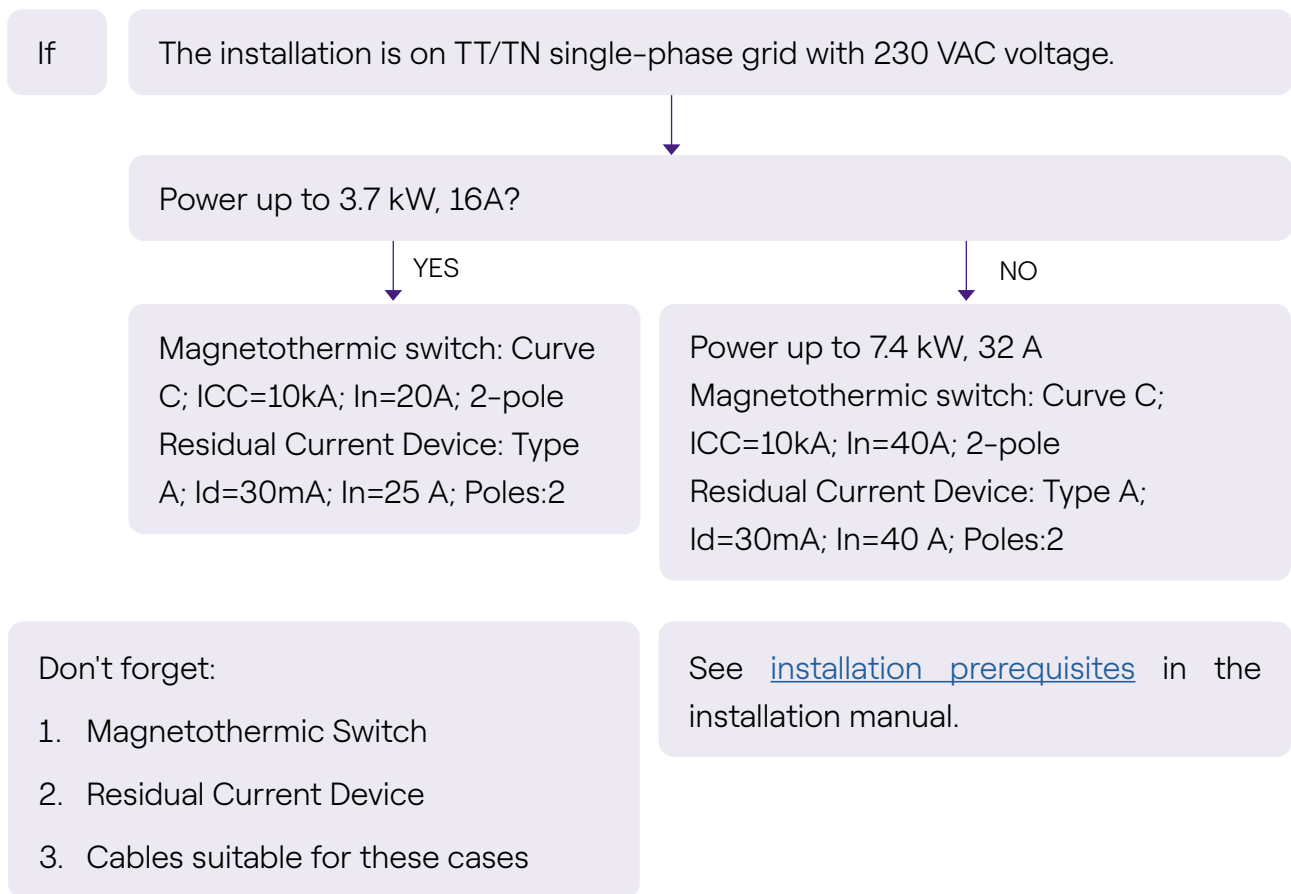 If
The installation is on TT/TN single-phase grid with 230 VAC voltage.
Power up to 3.7 kW, 16A?
YES
NO
Magnetothermic switch: Curve
C; ICC=10kA; In=20A; 2-pole
Residual Current Device: Type
A; Id=30mA; In=25 A; Poles:2
Power up to 7.4 kW, 32 A
Magnetothermic switch: Curve C;
ICC=10kA; In=40A; 2-pole
Residual Current Device: Type A;
Id=30mA; In=40 A; Poles:2
Don't forget:
1. Magnetothermic Switch
2. Residual Current Device
3. Cables suitable for these cases
See installation prerequisites in the
installation manual.